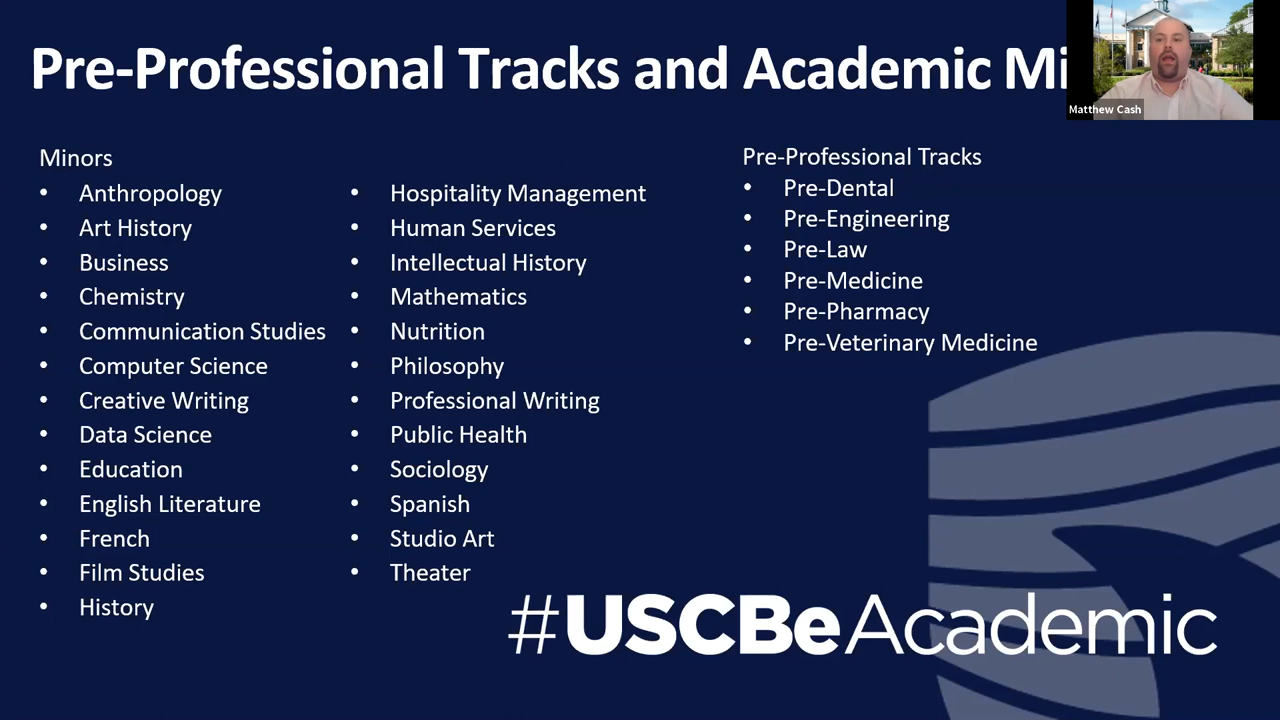 Pre-Professional Tracks and Academic Mi
Matthew Cash
Minors
• Anthropology
• Art History
• Business
• Chemistry
• Communication Studies
• Computer Science
• Creative Writing
• Data Science
• Education
• English Literature
• French
• Film Studies
• History
• Hospitality Management
• Human Services
• Intellectual History
• Mathematics
• Nutrition
• Philosophy
• Professional Writing
• Public Health
• Sociology
• Spanish
• Studio Art
• Theater
Pre-Professional Tracks
• Pre-Dental
• Pre-Engineering
• Pre-Law
• Pre-Medicine
• Pre-Pharmacy
• Pre-Veterinary Medicine
#USCBeAcademic